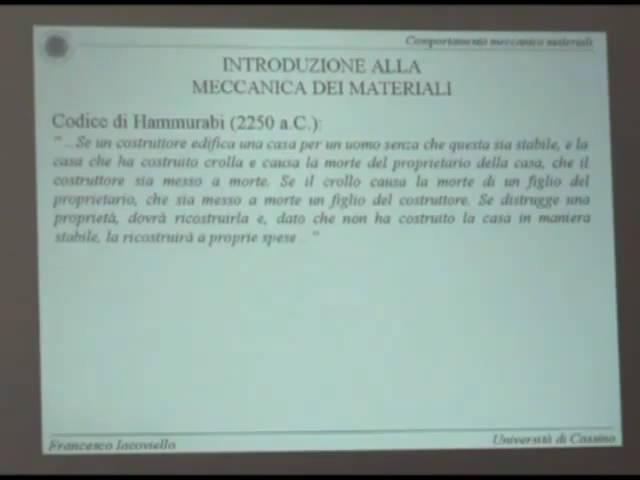 Comportamento meccanico materiali
INTRODUZIONE ALLA
MECCANICA DEI MATERIALI
Codice di Hammurabi (2250 a.C.):
“ .. Se un costruttore edifica una casa per un uomo senza che questa sia stabile, e la
casa che ha costruito crolla e causa la morte del proprietario della casa, che il
costruttore sia messo a morte. Se il crollo causa la morte di un figlio del
proprietario, che sia messo a morte un figlio del costruttore. Se distrugge una
proprietà, dovrà ricostruirla e, dato che non ha costruito la casa in maniera
stabile, la ricostruirà a proprie spese .. “
Francesco Iacoviello
Università di Cassino